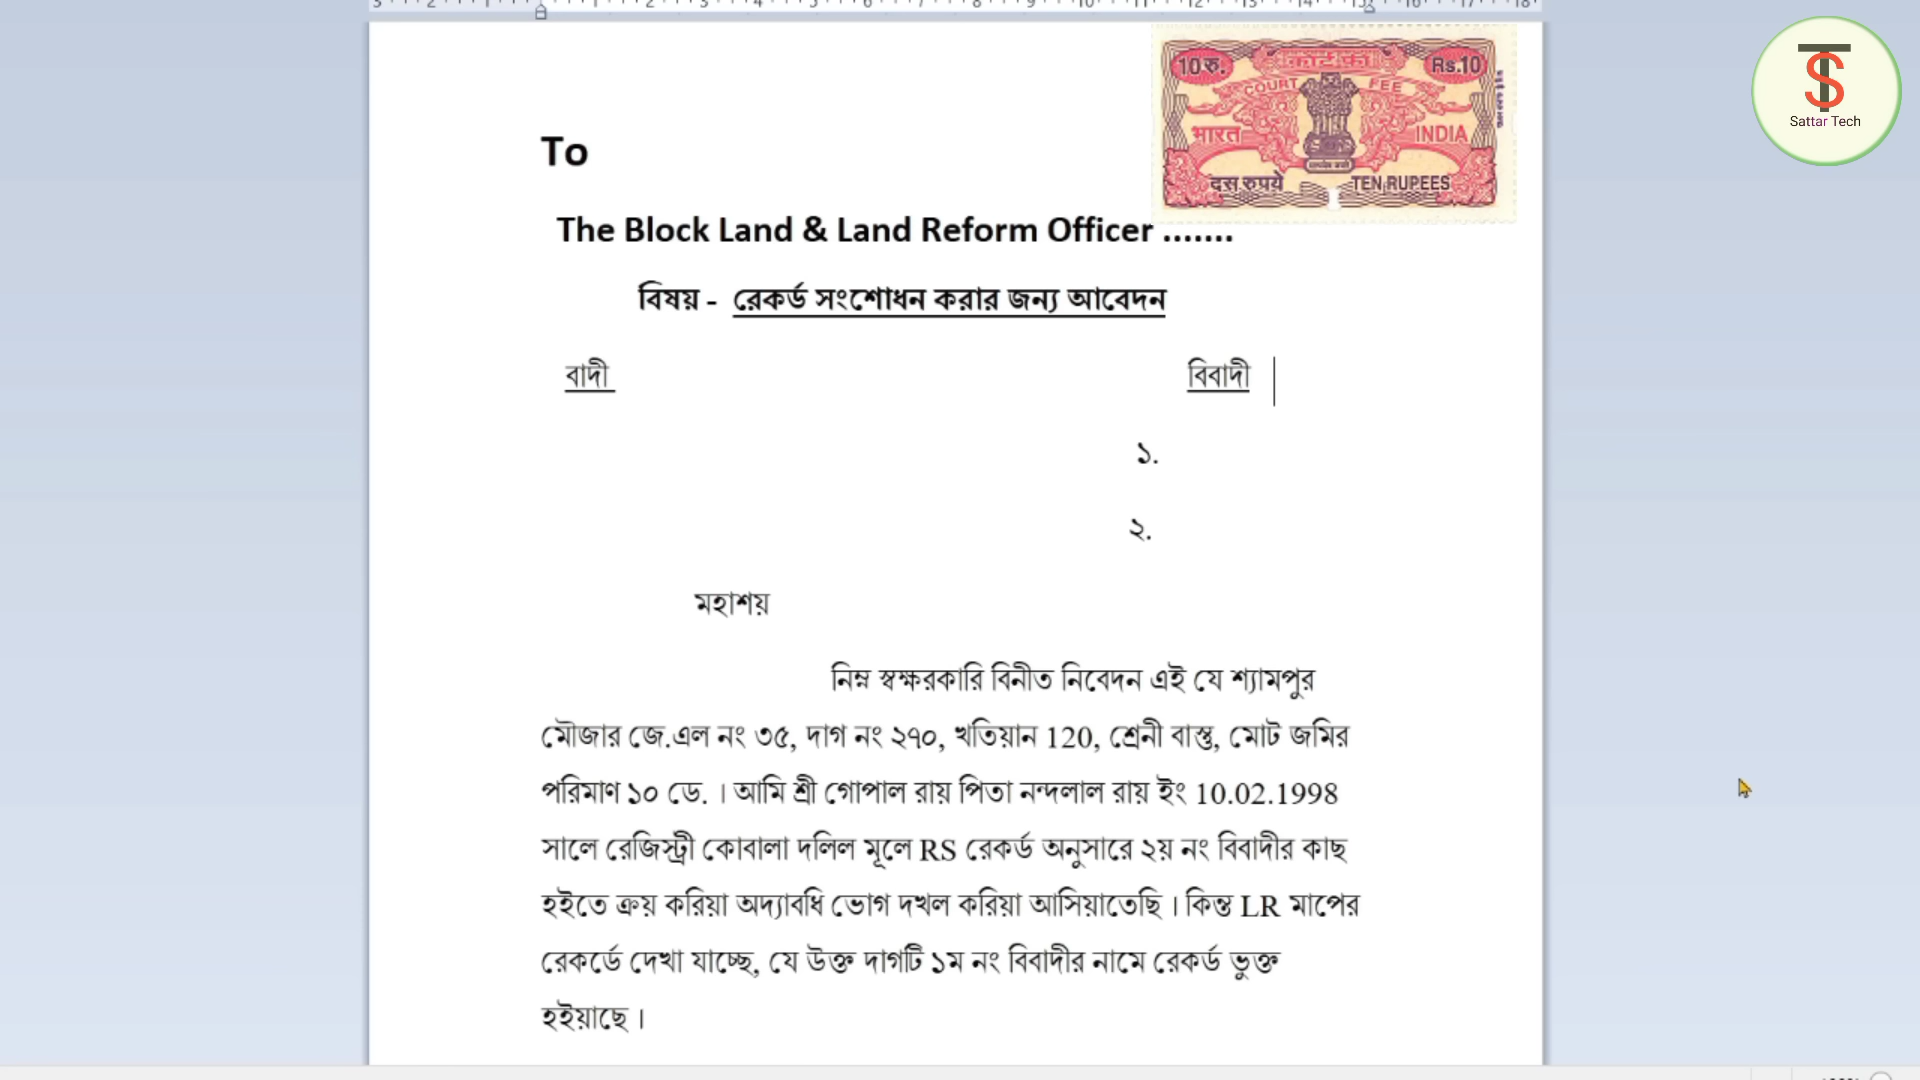 10रु.
कोर्ट फी
Rs.10
COURT FEE
भारत
INDIA
दस रुपये
TEN RUPEES
TS
Sattar Tech
To
The Block Land & Land Reform Officer .......
বিষয় - রেকর্ড সংশোধন করার জন্য আবেদন
বাদী বিবাদী
১.
২.
মহাশয়
নিম্ন স্বক্ষরকারি বিনীত নিবেদন এই যে শ্যামপুর
মৌজার জে.এল নং ৩৫, দাগ নং ২৭০, খতিয়ান 120, শ্রেনী বাস্তু, মোট জমির
পরিমাণ ১০ ডে. । আমি শ্রী গোপাল রায় পিতা নন্দলাল রায় ইং 10.02.1998
সালে রেজিস্ট্রী কোবালা দলিল মূলে RS রেকর্ড অনুসারে ২য় নং বিবাদীর কাছ
হইতে ক্রয় করিয়া অদ্যাবধি ভোগ দখল করিয়া আসিয়াতেছি । কিন্ত LR মাপের
রেকর্ডে দেখা যাচ্ছে, যে উক্ত দাগটি ১ম নং বিবাদীর নামে রেকর্ড ভুক্ত
হইয়াছে ।